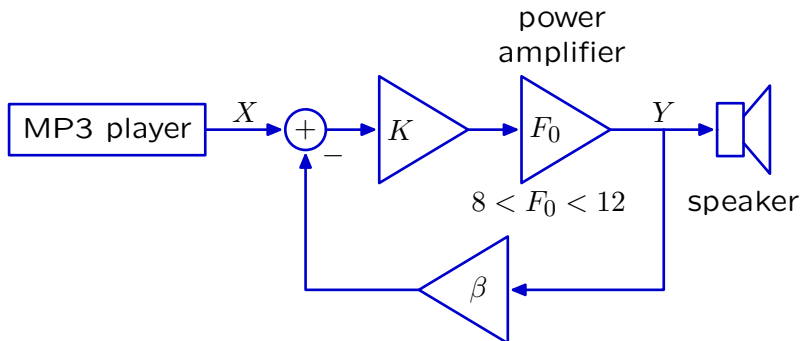 power
amplifier
MP3 player
X
+
−
K
F₀
Y
8 < F₀ < 12
speaker
β